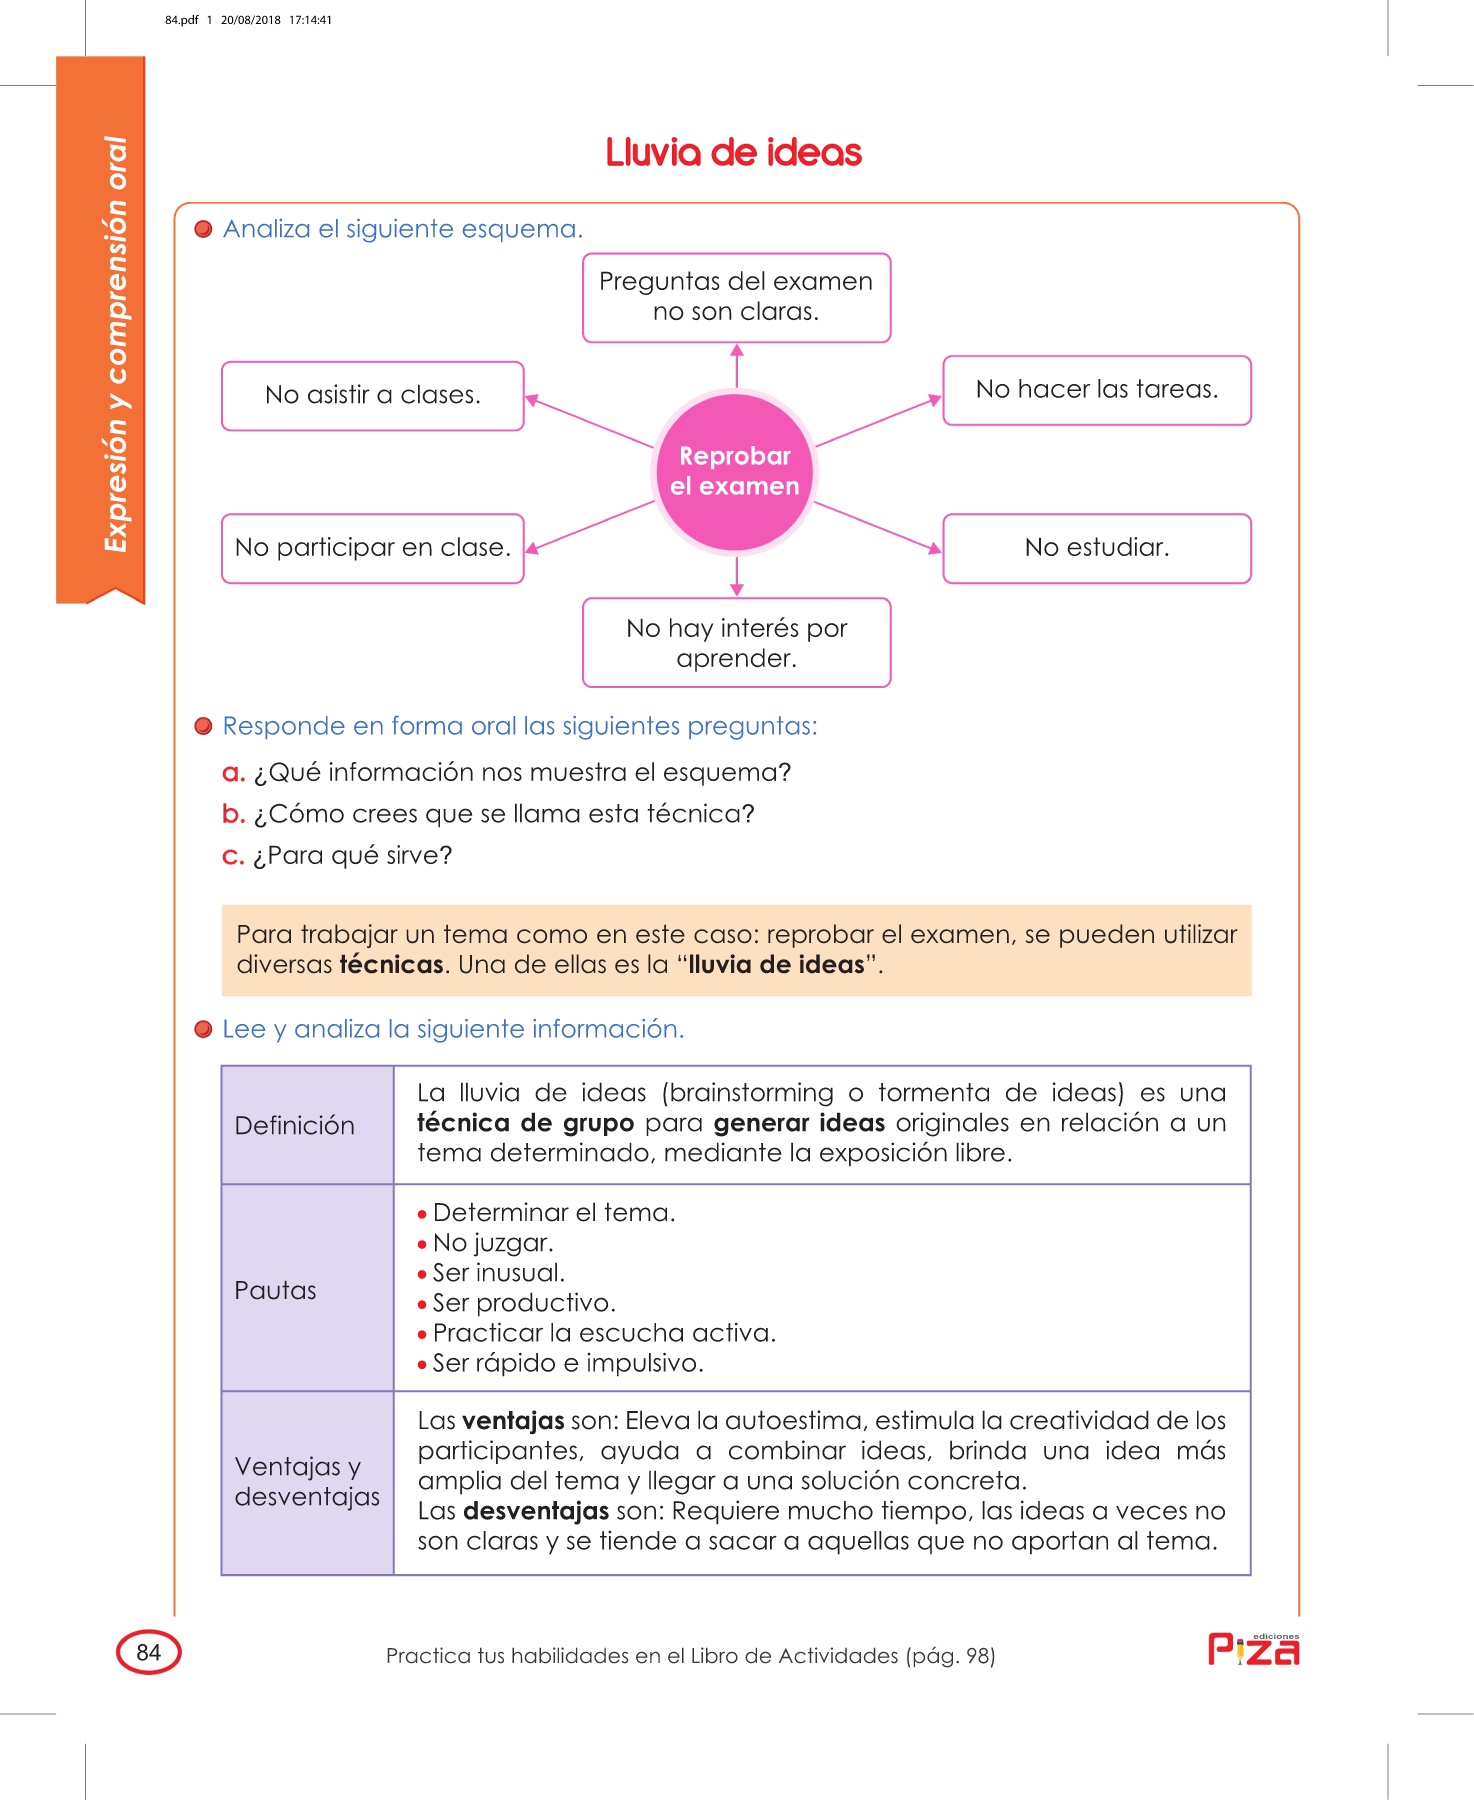 84.pdf 1 20/08/2018 17:14:41
Expresión y comprensión oral
Lluvia de ideas
Analiza el siguiente esquema.
Preguntas del examen
no son claras.
No asistir a clases.
No hacer las tareas.
Reprobar
el examen
No participar en clase.
No estudiar.
No hay interés por
aprender.
Responde en forma oral las siguientes preguntas:
a. ¿Qué información nos muestra el esquema?
b. ¿Cómo crees que se llama esta técnica?
c. ¿Para qué sirve?
Para trabajar un tema como en este caso: reprobar el examen, se pueden utilizar
diversas técnicas. Una de ellas es la “lluvia de ideas”.
Lee y analiza la siguiente información.
Definición
La lluvia de ideas (brainstorming o tormenta de ideas) es una
técnica de grupo para generar ideas originales en relación a un
tema determinado, mediante la exposición libre.
Pautas
• Determinar el tema.
• No juzgar.
• Ser inusual.
• Ser productivo.
• Practicar la escucha activa.
• Ser rápido e impulsivo.
Ventajas y
desventajas
Las ventajas son: Eleva la autoestima, estimula la creatividad de los
participantes, ayuda a combinar ideas, brinda una idea más
amplia del tema y llegar a una solución concreta.
Las desventajas son: Requiere mucho tiempo, las ideas a veces no
son claras y se tiende a sacar a aquellas que no aportan al tema.
84
Practica tus habilidades en el Libro de Actividades (pág. 98)
ediciones
Piza